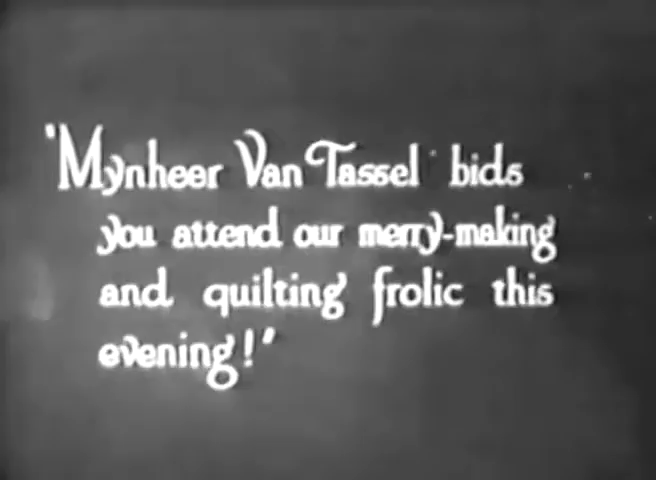 "Mynheer Van Tassel bids
you attend our merry-making
and quilting frolic this
evening!"